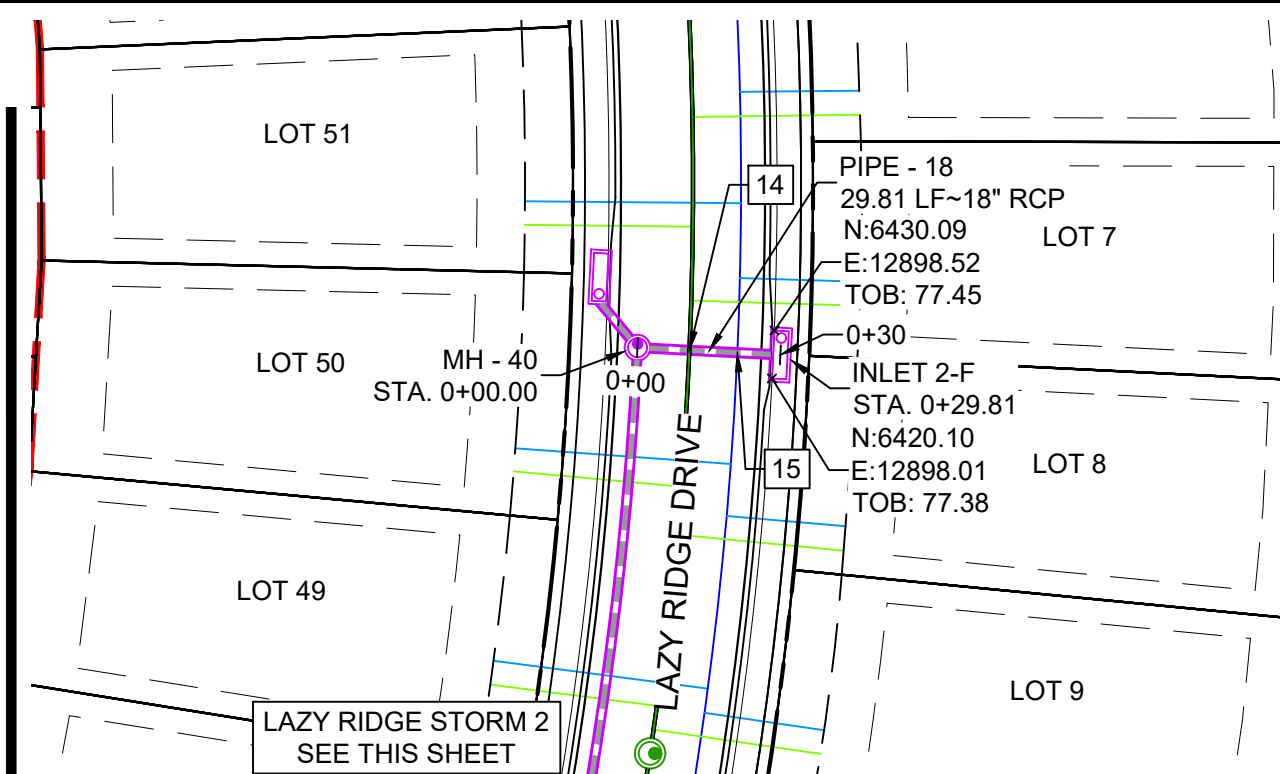 LOT 51
14
PIPE - 18
29.81 LF~18" RCP
N:6430.09
E:12898.52
TOB: 77.45
LOT 7
LOT 50
MH - 40
STA. 0+00.00
0+00
0+30
INLET 2-F
STA. 0+29.81
N:6420.10
E:12898.01
TOB: 77.38
15
LOT 8
LAZY RIDGE DRIVE
LOT 49
LOT 9
LAZY RIDGE STORM 2
SEE THIS SHEET